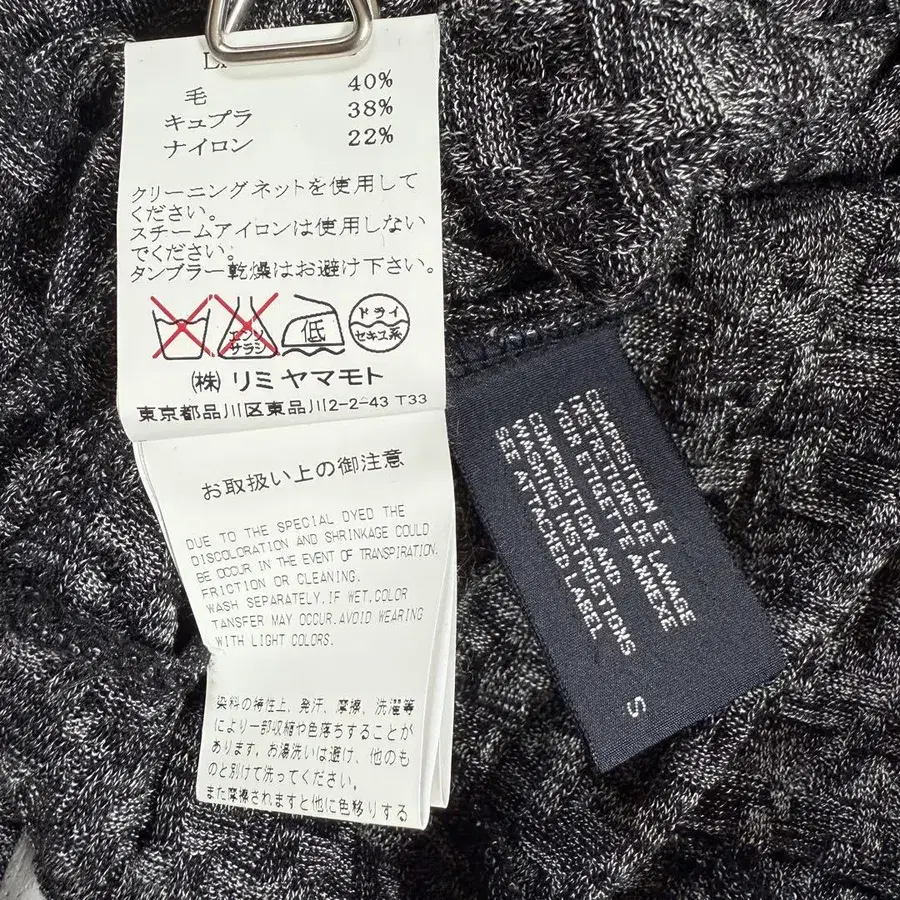 毛 40%
キュプラ 38%
ナイロン 22%
クリーニングネットを使用して
ください。
スチームアイロンは使用しない
でください。
タンブラー乾燥はお避け下さい。
エンソ
サラシ
低
ドライ
セキユ系
(株) リミ ヤマモト
東京都品川区東品川2-2-43 T33
お取扱い上の御注意
DUE TO THE SPECIAL DYED THE
DISCOLORATION AND SHRINKAGE COULD
BE OCCUR IN THE EVENT OF TRANSPIRATION.
FRICTION OR CLEANING.
WASH SEPARATELY.IF WET,COLOR
TANSFER MAY OCCUR.AVOID WEARING
WITH LIGHT COLORS.
染料の特性上、発汗、摩擦、洗濯等
により一部収縮や色落ちすることが
あります。お湯洗いは避け、他のも
のと別けて洗ってください。
また摩擦されますと他に色移りする
COMPOSITION ET LAVAGE
INSTRUCTIONS DE
VOIR ETIQUETTE ANNEXE
COMPOSITION AND
WASHING INSTRUCTIONS
SEE ATTACHED LABEL
S